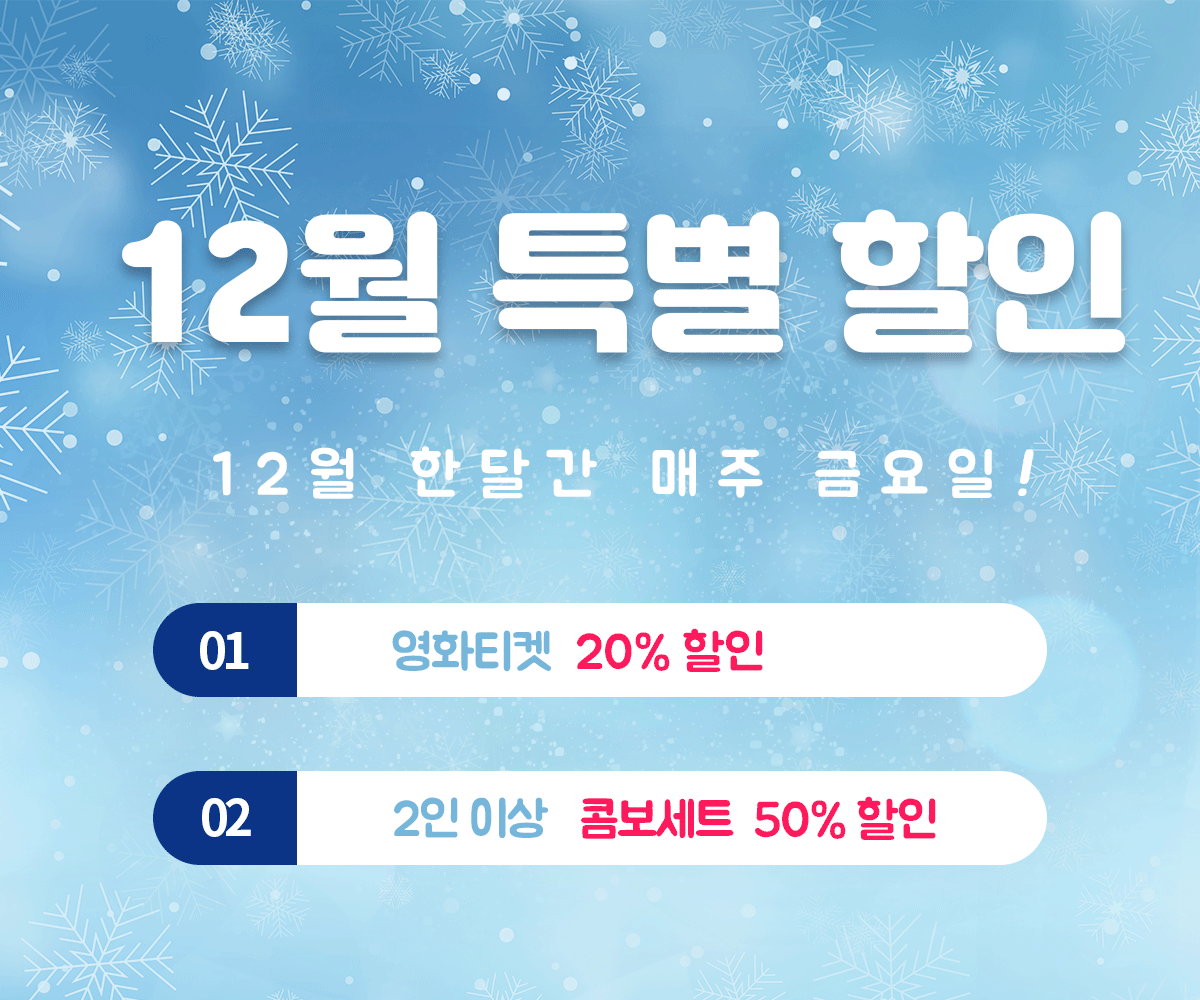 12월 특별 할인
12월 한달간 매주 금요일!
01 영화티켓 20% 할인
02 2인 이상 콤보세트 50% 할인